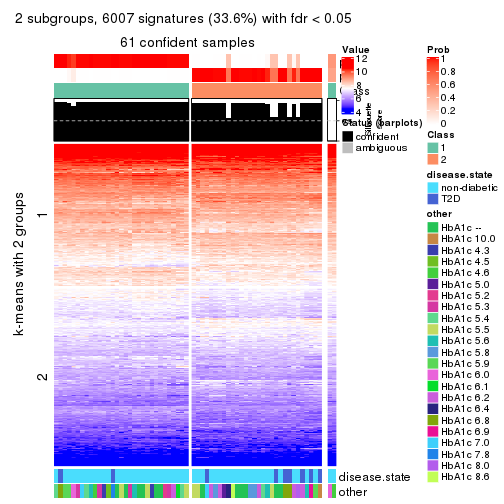 2 subgroups, 6007 signatures (33.6%) with fdr < 0.05
61 confident samples
k-means with 2 groups
1
2
Value
12
10
8
6
4
Status (barplots)
confident
ambiguous
Silhouette
score
Prob
1
0.8
0.6
0.4
0.2
0
Class
1
2
disease.state
non-diabetic
T2D
other
HbA1c --
HbA1c 10.0
HbA1c 4.3
HbA1c 4.5
HbA1c 4.6
HbA1c 5.0
HbA1c 5.2
HbA1c 5.3
HbA1c 5.4
HbA1c 5.5
HbA1c 5.6
HbA1c 5.8
HbA1c 5.9
HbA1c 6.0
HbA1c 6.1
HbA1c 6.2
HbA1c 6.4
HbA1c 6.8
HbA1c 6.9
HbA1c 7.0
HbA1c 7.8
HbA1c 8.0
HbA1c 8.6
disease.state
other